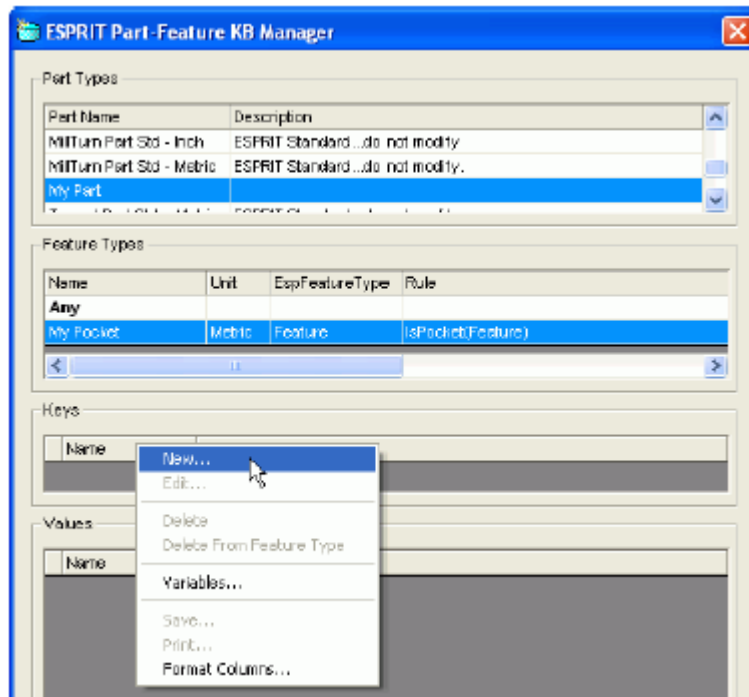 ESPRIT Part-Feature KB Manager
Part Types
Part Name Description
MillTurn Part Std - Inch ESPRIT Standard...do not modify
MillTurn Part Std - Metric ESPRIT Standard...do not modify.
My Part
Feature Types
Name Unit EspFeatureType Rule
Any
My Pocket Metric Feature IsPocket(Feature)
Keys
Name
New...
Edit...
Delete
Delete From Feature Type
Variables...
Save...
Print...
Format Columns...
Values
Name